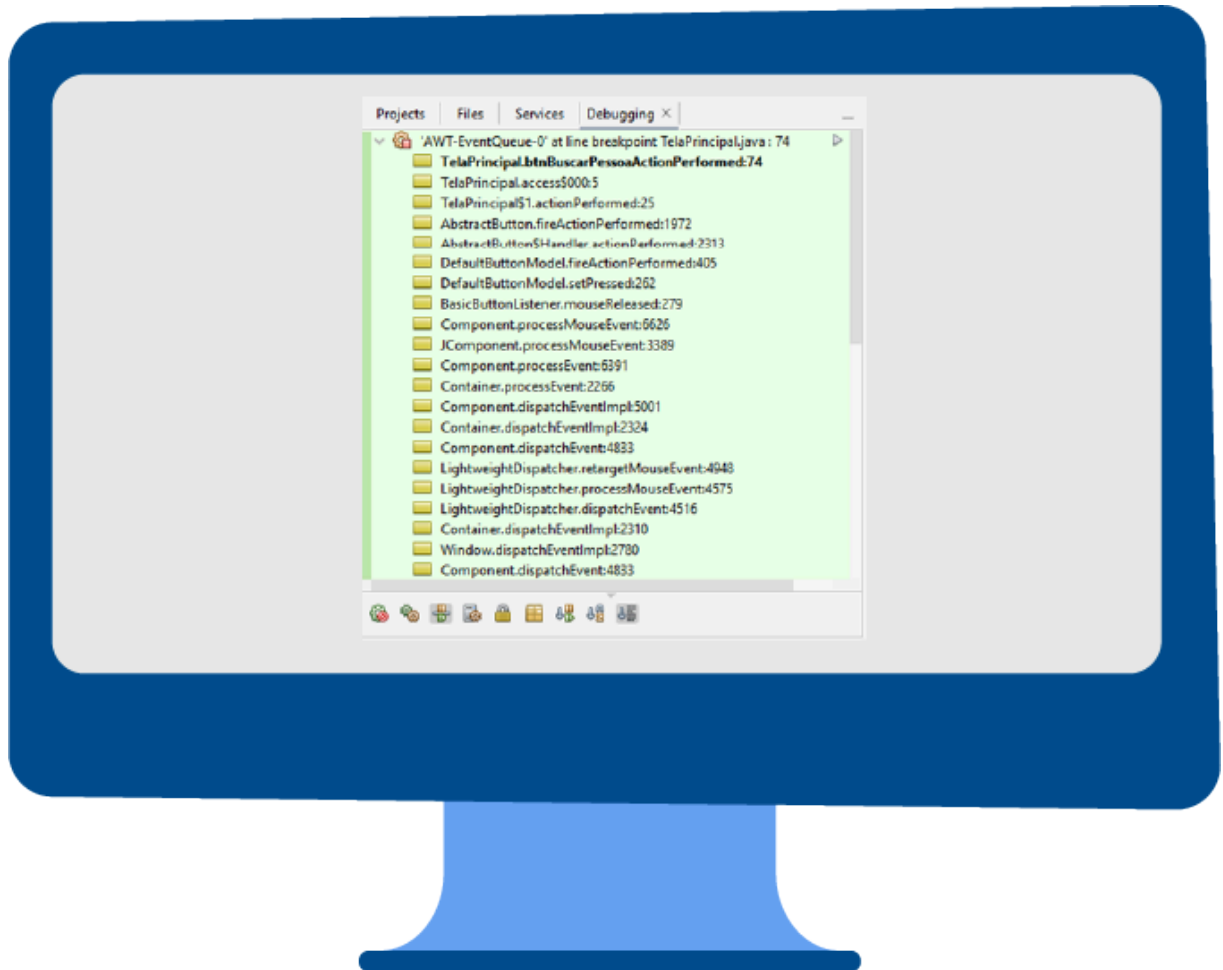 Projects Files Services Debugging
'AWT-EventQueue-0' at line breakpoint TelaPrincipal.java : 74
TelaPrincipal.btnBuscarPessoaActionPerformed:74
TelaPrincipal.access$000:5
TelaPrincipal$1.actionPerformed:25
AbstractButton.fireActionPerformed:1972
AbstractButton$Handler.actionPerformed:2313
DefaultButtonModel.fireActionPerformed:405
DefaultButtonModel.setPressed:262
BasicButtonListener.mouseReleased:279
Component.processMouseEvent:6626
JComponent.processMouseEvent:3389
Component.processEvent:6391
Container.processEvent:2266
Component.dispatchEventImpl:5001
Container.dispatchEventImpl:2324
Component.dispatchEvent:4833
LightweightDispatcher.retargetMouseEvent:4948
LightweightDispatcher.processMouseEvent:4575
LightweightDispatcher.dispatchEvent:4516
Container.dispatchEventImpl:2310
Window.dispatchEventImpl:2780
Component.dispatchEvent:4833